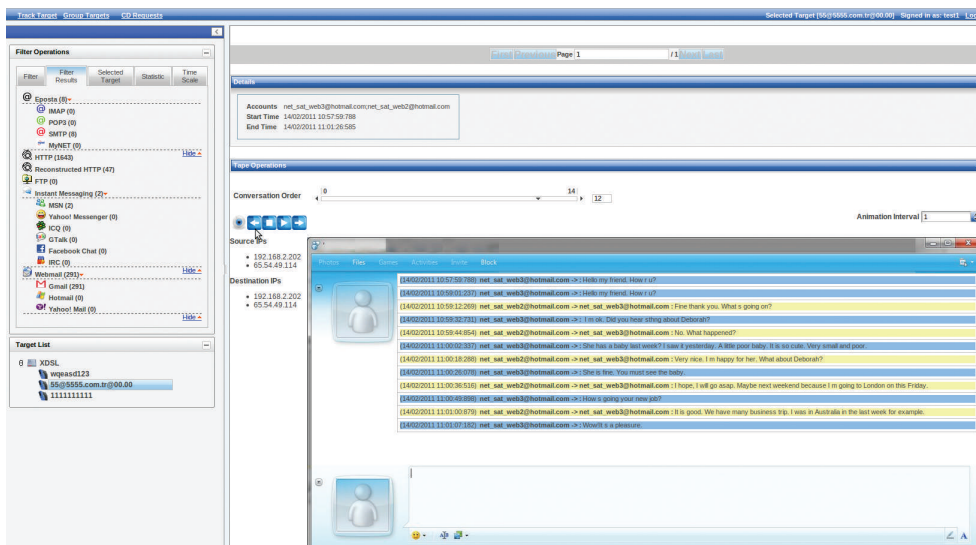 Track Target Group Targets CD Requests
Selected Target [55@5555.com.tr@00.00] Signed in as: test1
Filter Operations
Filter
Filter Results
Selected Target
Statistic
Time Scale
Eposta (8)
IMAP (0)
POP3 (0)
SMTP (8)
MyNET (0)
Hide
HTTP (1643)
Reconstructed HTTP (47)
FTP (0)
Instant Messaging (2)
MSN (2)
Yahoo! Messenger (0)
ICQ (0)
GTalk (0)
Facebook Chat (0)
IRC (0)
Hide
Webmail (291)
Gmail (291)
Hotmail (0)
Yahoo! Mail (0)
Hide
Target List
XDSL
wqeasd123
55@5555.com.tr@00.00
1111111111
Page 1 / 1
Details
Accounts net_sat_web3@hotmail.com;net_sat_web2@hotmail.com
Start Time 14/02/2011 10:57:59:788
End Time 14/02/2011 11:01:26:585
Tape Operations
Conversation Order 0 14 12
Animation Interval 1
Source IPs
192.168.2.202
65.54.49.114
Destination IPs
192.168.2.202
65.54.49.114
Photos Files Games Activities Invite Block
(14/02/2011 10:57:59:788) net_sat_web3@hotmail.com -> : Hello my friend. How r u?
(14/02/2011 10:59:01:237) net_sat_web3@hotmail.com -> : Hello my friend. How r u?
(14/02/2011 10:59:12:269) net_sat_web2@hotmail.com -> net_sat_web3@hotmail.com : Fine thank you. What s going on?
(14/02/2011 10:59:32:731) net_sat_web3@hotmail.com -> : I m ok. Did you hear sthng about Deborah?
(14/02/2011 10:59:44:854) net_sat_web2@hotmail.com -> net_sat_web3@hotmail.com : No. What happened?
(14/02/2011 11:00:02:337) net_sat_web3@hotmail.com -> : She has a baby last week? I saw it yesterday. A little poor baby. It is so cute. Very small and poor.
(14/02/2011 11:00:18:288) net_sat_web2@hotmail.com -> net_sat_web3@hotmail.com : Very nice. I m happy for her. What about Deborah?
(14/02/2011 11:00:26:078) net_sat_web3@hotmail.com -> : She is fine. You must see the baby.
(14/02/2011 11:00:36:516) net_sat_web2@hotmail.com -> net_sat_web3@hotmail.com : I hope, I wll go asap. Maybe next weekend because I m going to London on this Friday.
(14/02/2011 11:00:49:898) net_sat_web3@hotmail.com -> : How s going your new job?
(14/02/2011 11:01:00:879) net_sat_web2@hotmail.com -> net_sat_web3@hotmail.com : It is good. We have many business trip. I was in Australia in the last week for example.
(14/02/2011 11:01:07:182) net_sat_web3@hotmail.com -> : Wow!It s a pleasure.